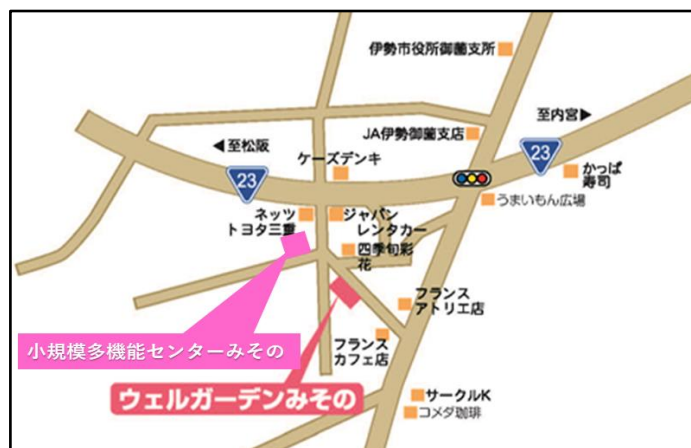 伊勢市役所御薗支所
至内宮▶
JA伊勢御薗支店
◀至松阪
23
ケーズデンキ
23
かっぱ
寿司
うまいもん広場
ネッツ
トヨタ三重
ジャパン
レンタカー
四季旬彩
花
フランス
アトリエ店
小規模多機能センターみその
フランス
カフェ店
ウェルガーデンみその
サークルK
コメダ珈琲